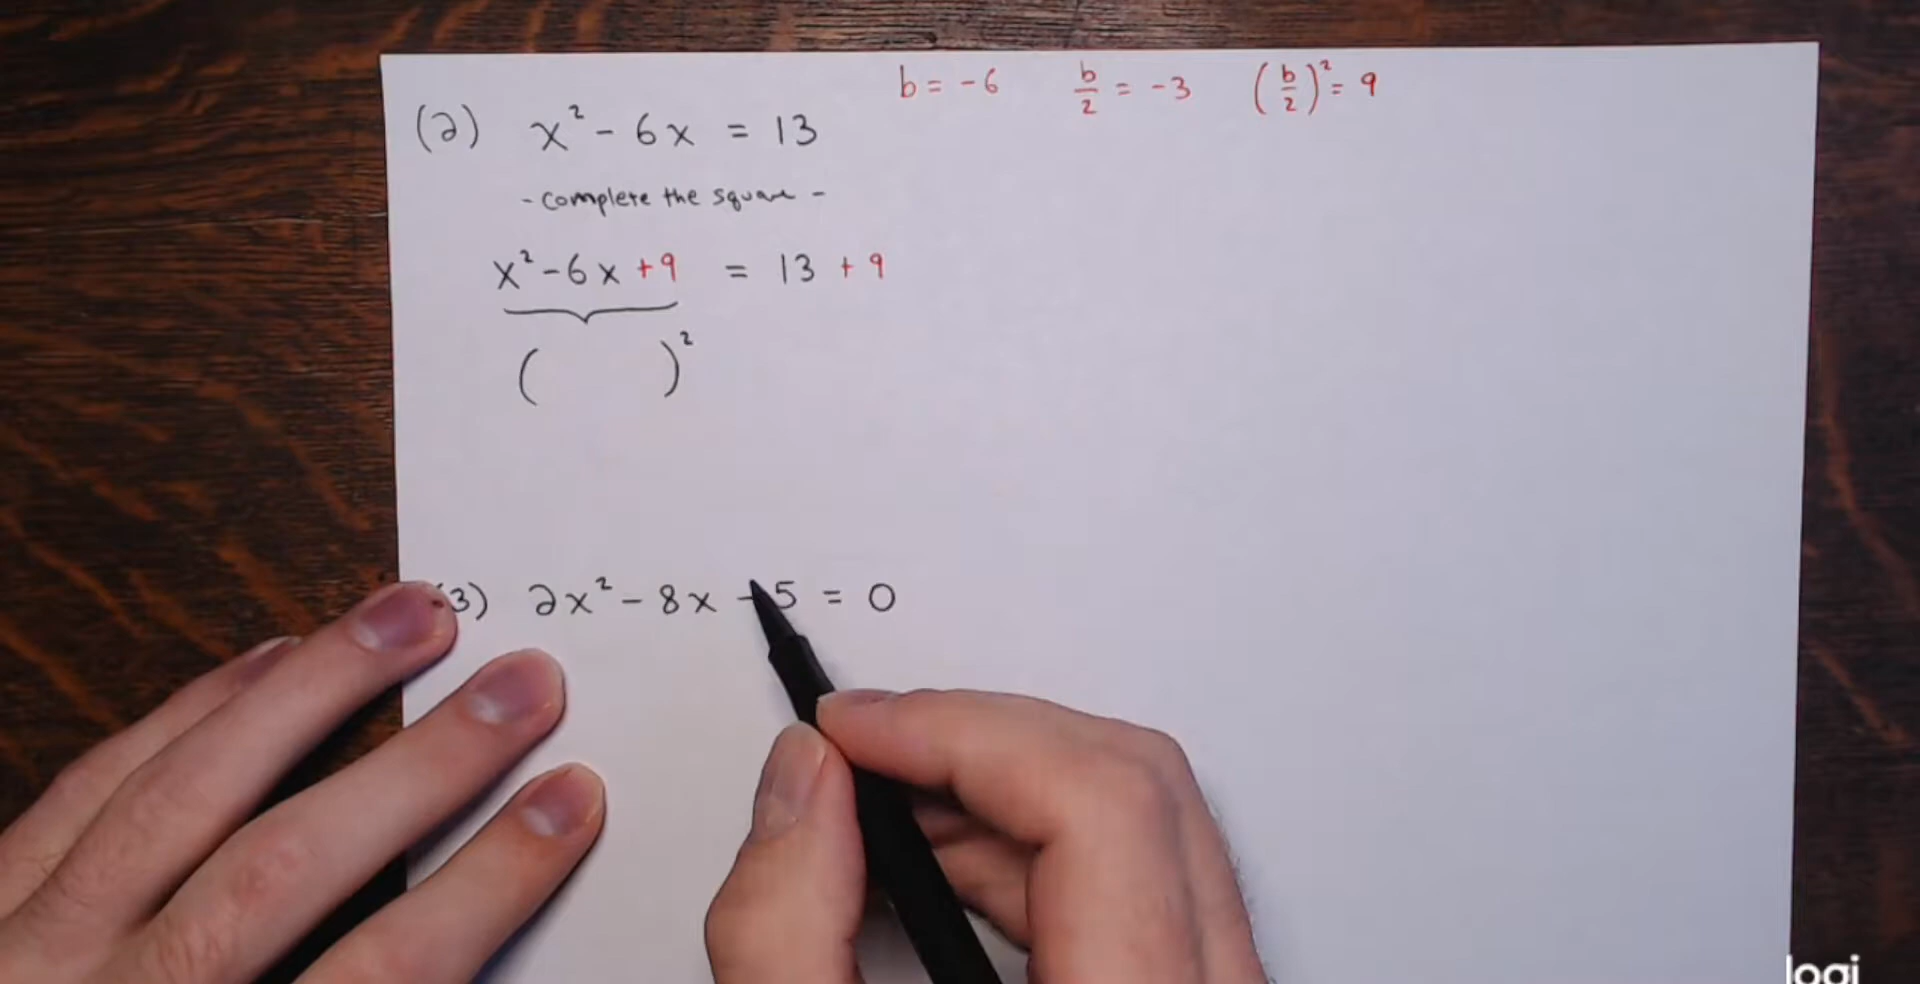 b = -6   b/2 = -3   (b/2)² = 9
(2) x² - 6x = 13
- Complete the square -
x² - 6x + 9 = 13 + 9
(   )²
(3) 2x² - 8x - 5 = 0
logi